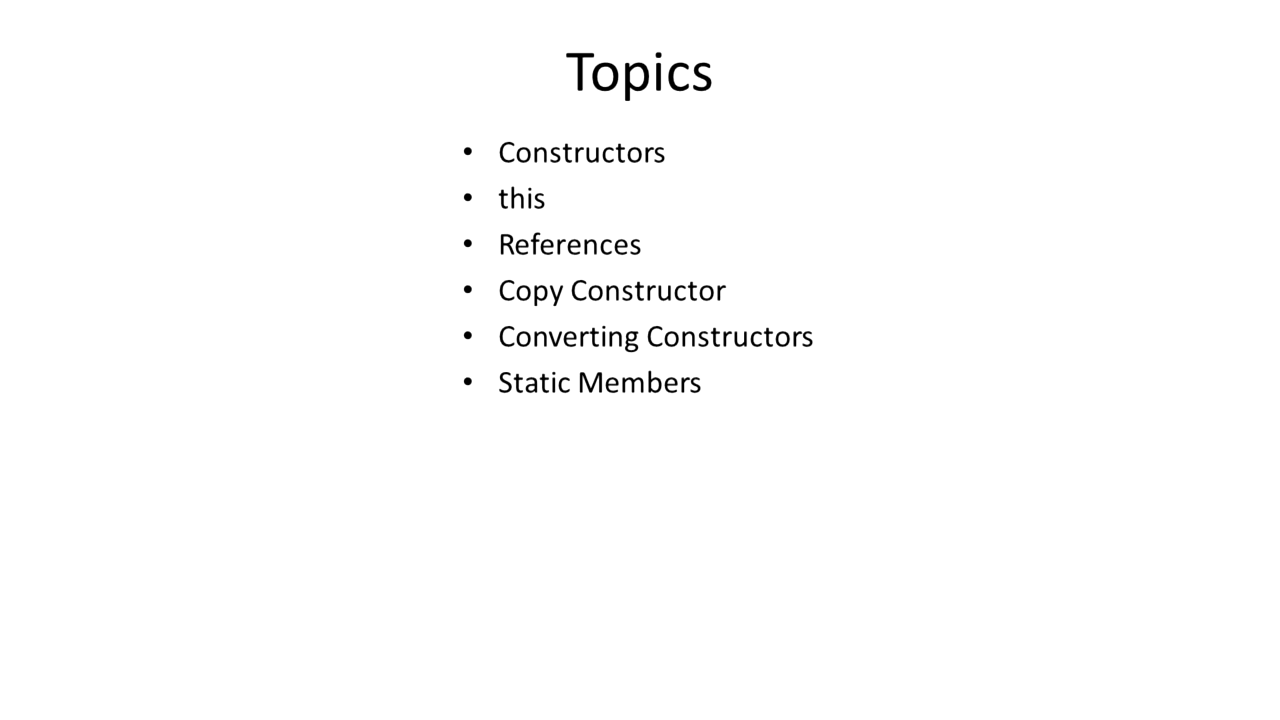 Topics
• Constructors
• this
• References
• Copy Constructor
• Converting Constructors
• Static Members